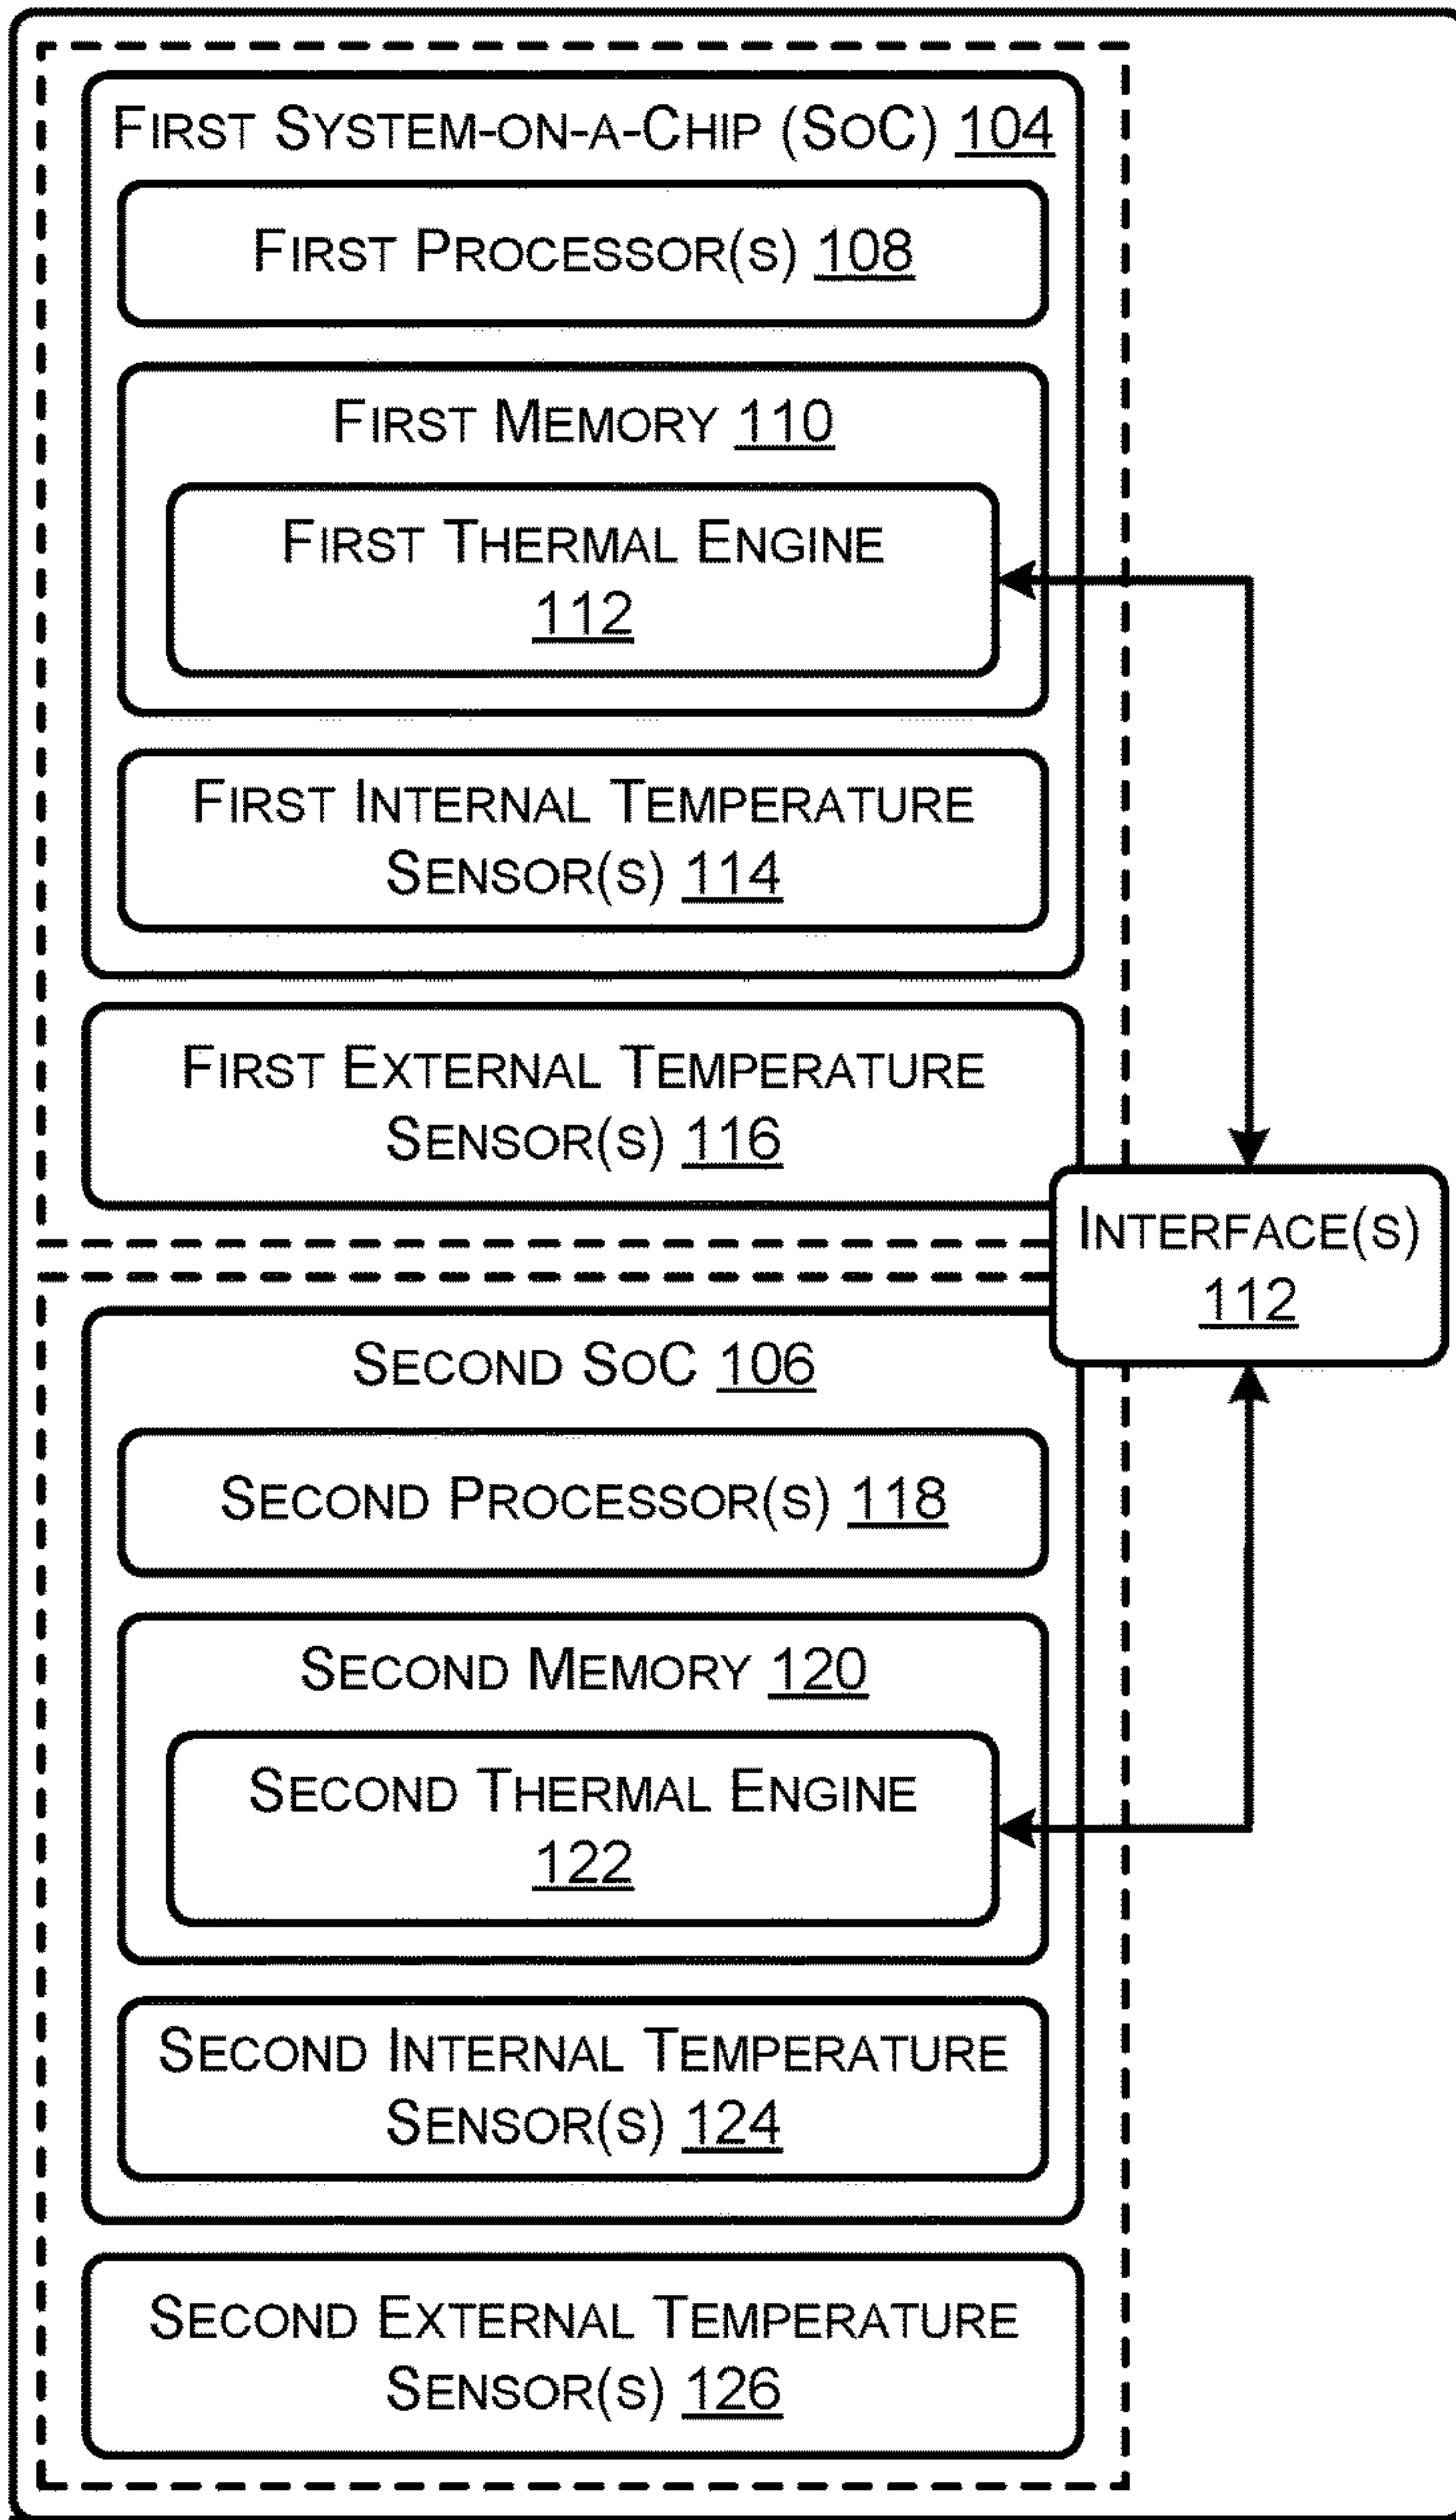 First System-on-a-Chip (SoC) 104
First Processor(s) 108
First Memory 110
First Thermal Engine
112
First Internal Temperature
Sensor(s) 114
First External Temperature
Sensor(s) 116
Interface(s)
112
Second SoC 106
Second Processor(s) 118
Second Memory 120
Second Thermal Engine
122
Second Internal Temperature
Sensor(s) 124
Second External Temperature
Sensor(s) 126